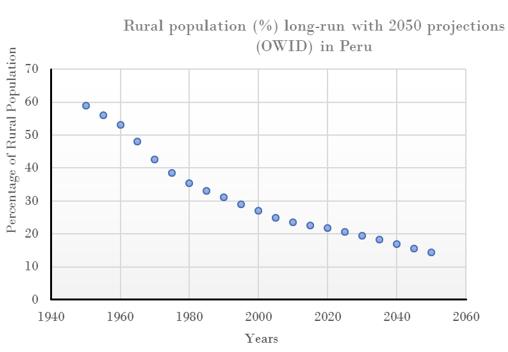 Rural population (%) long-run with 2050 projections
(OWID) in Peru
Percentage of Rural Population
70
60
50
40
30
20
10
0
1940 1960 1980 2000 2020 2040 2060
Years